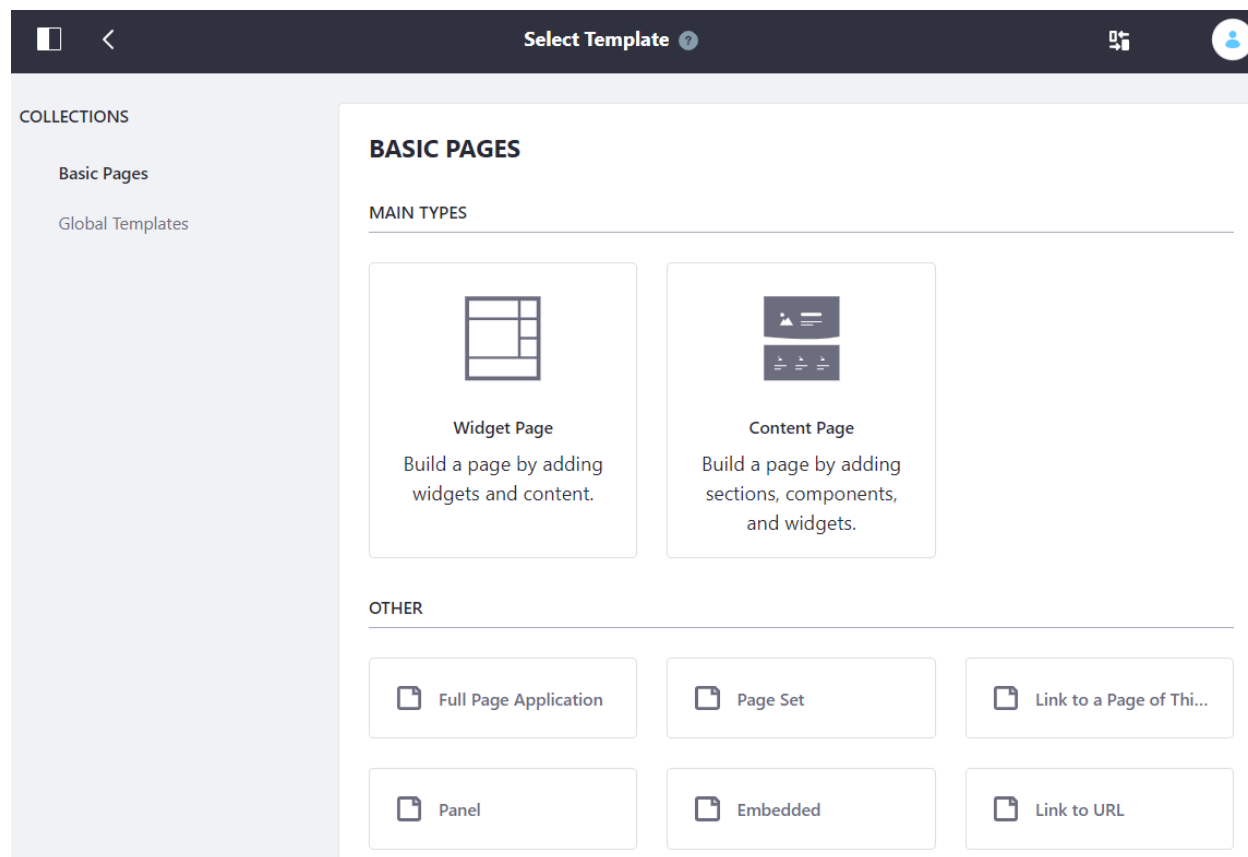 Select Template ?
COLLECTIONS
Basic Pages
Global Templates
BASIC PAGES
MAIN TYPES
Widget Page
Build a page by adding
widgets and content.
Content Page
Build a page by adding
sections, components,
and widgets.
OTHER
Full Page Application
Page Set
Link to a Page of Thi...
Panel
Embedded
Link to URL